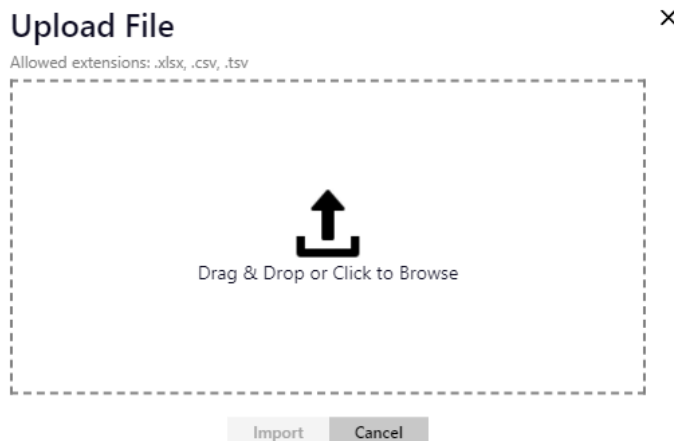 Upload File
Allowed extensions: .xlsx, .csv, .tsv
Drag & Drop or Click to Browse
Import Cancel